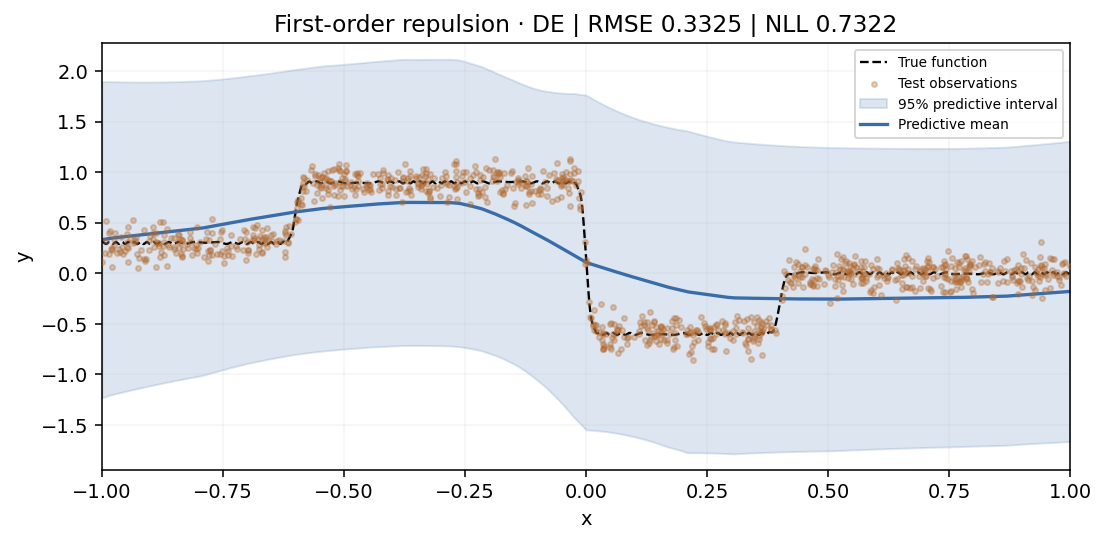 First-order repulsion · DE | RMSE 0.3325 | NLL 0.7322
True function
Test observations
95% predictive interval
Predictive mean
2.0
1.5
1.0
0.5
0.0
−0.5
−1.0
−1.5
y
−1.00
−0.75
−0.50
−0.25
0.00
0.25
0.50
0.75
1.00
x